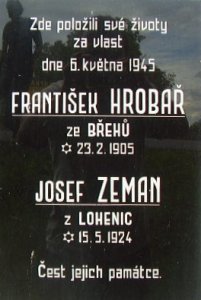 Zde položili své životy
za vlast
dne 6. května 1945
FRANTIŠEK HROBAŘ
ze BŘEHŮ
✡ 23.2.1905
JOSEF ZEMAN
z LOHENIC
✡ 15.5.1924
Čest jejich památce.